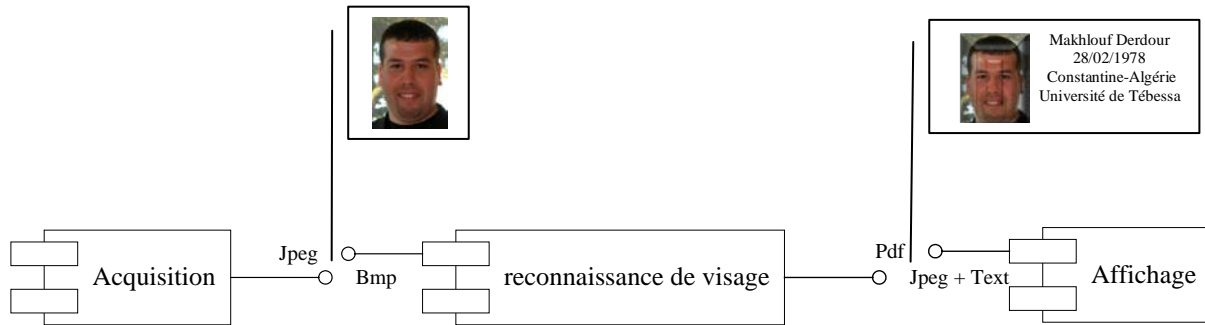 Makhlouf Derdour
28/02/1978
Constantine-Algérie
Université de Tébessa
Acquisition
Jpeg
Bmp
reconnaissance de visage
Pdf
Jpeg + Text
Affichage